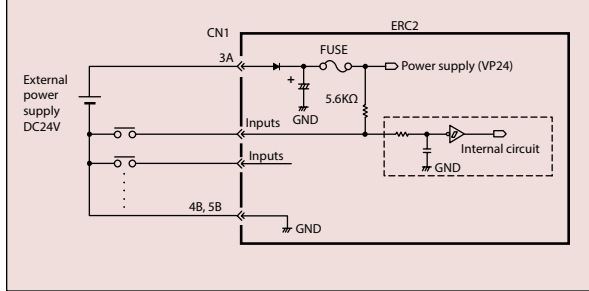 CN1
ERC2
3A
FUSE
Power supply (VP24)
External
power
supply
DC24V
+
5.6KΩ
GND
Inputs
Internal circuit
GND
Inputs
4B, 5B
GND